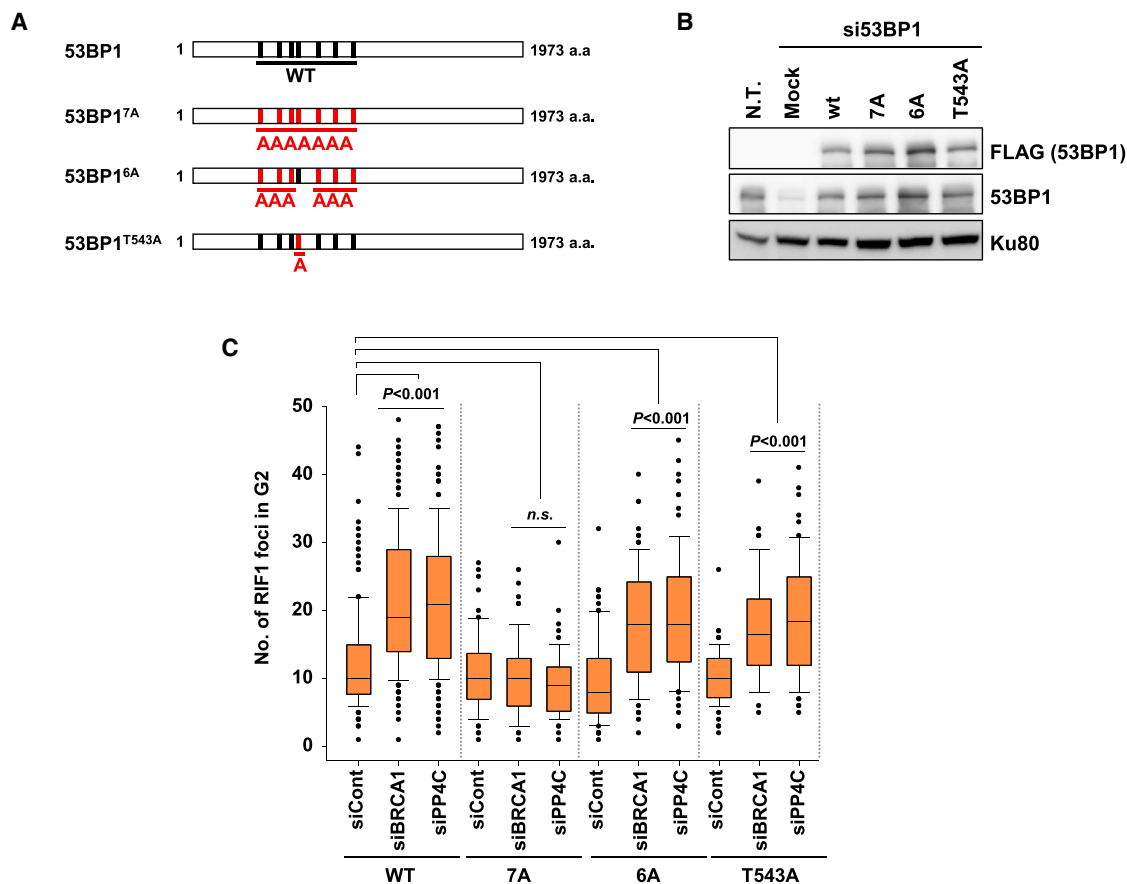 A
53BP1 1 1973 a.a
WT
53BP1^7A 1 1973 a.a.
AAAAAAA
53BP1^6A 1 1973 a.a.
AAA AAA
53BP1^T543A 1 1973 a.a.
A
B
si53BP1
N.T. Mock wt 7A 6A T543A
FLAG (53BP1)
53BP1
Ku80
C
P<0.001
P<0.001
P<0.001
n.s.
No. of RIF1 foci in G2
50
40
30
20
10
0
siCont siBRCA1 siPP4C siCont siBRCA1 siPP4C siCont siBRCA1 siPP4C siCont siBRCA1 siPP4C
WT 7A 6A T543A